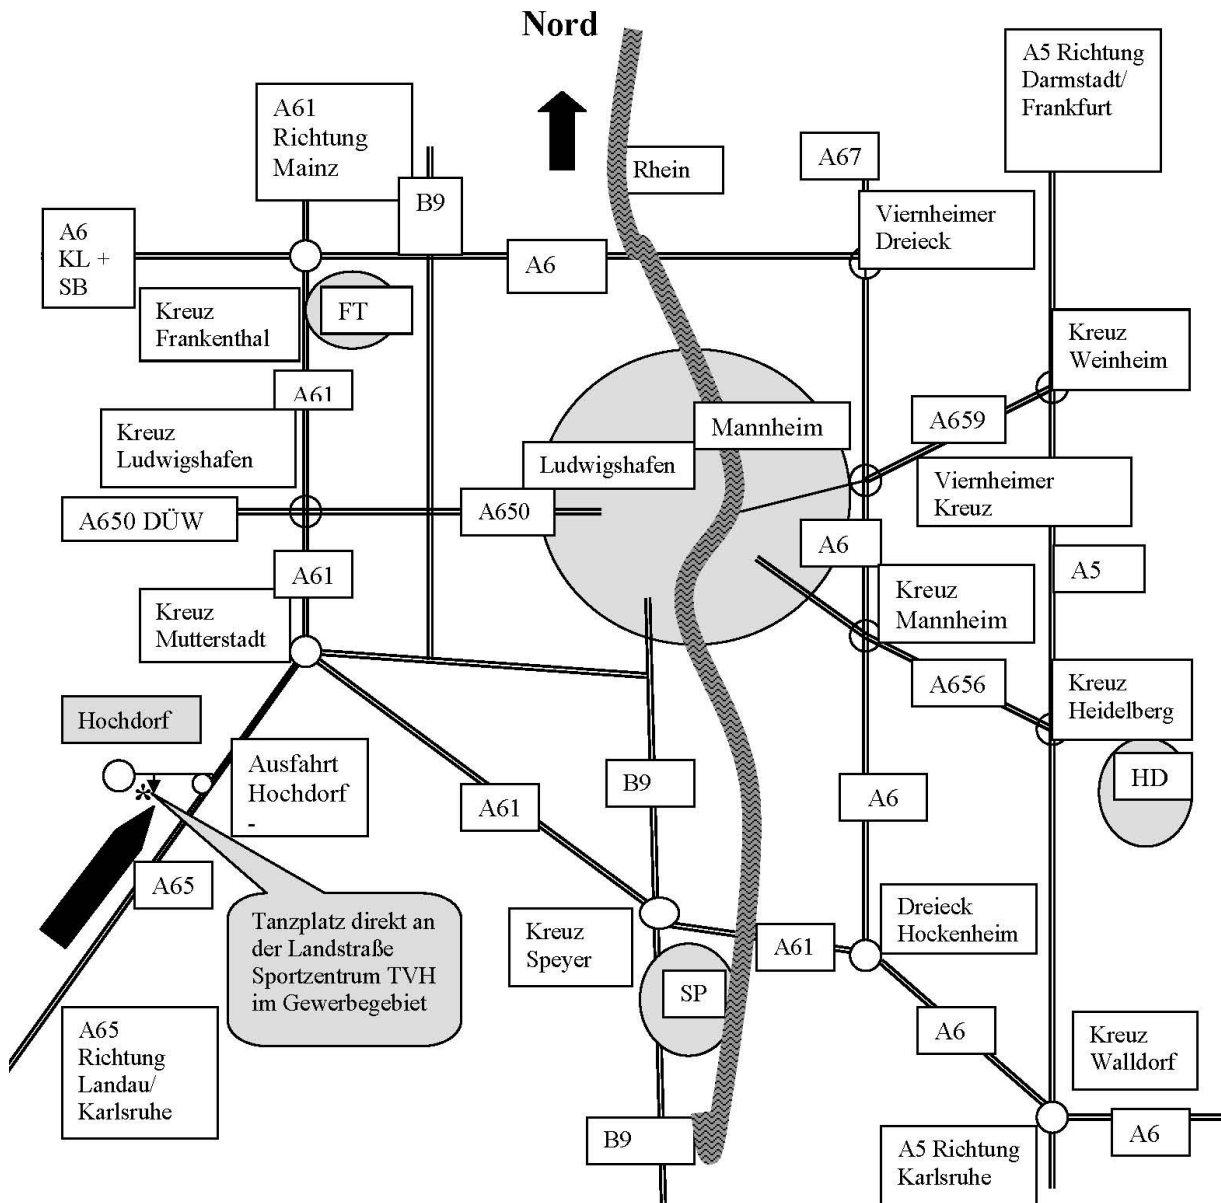 Nord
A5 Richtung
Darmstadt/
Frankfurt
A61
Richtung
Mainz
B9
Rhein
A67
A6
KL +
SB
A6
Viernheimer
Dreieck
Kreuz
Frankenthal
FT
Kreuz
Weinheim
A61
A659
Kreuz
Ludwigshafen
Mannheim
Ludwigshafen
Viernheimer
Kreuz
A650 DÜW
A650
A6
A61
A5
Kreuz
Mutterstadt
Kreuz
Mannheim
A656
Kreuz
Heidelberg
Hochdorf
Ausfahrt
Hochdorf
-
B9
HD
*
A61
A6
A65
Tanzplatz direkt an
der Landstraße
Sportzentrum TVH
im Gewerbegebiet
Kreuz
Speyer
A61
Dreieck
Hockenheim
SP
A65
Richtung
Landau/
Karlsruhe
A6
Kreuz
Walldorf
B9
A5 Richtung
Karlsruhe
A6